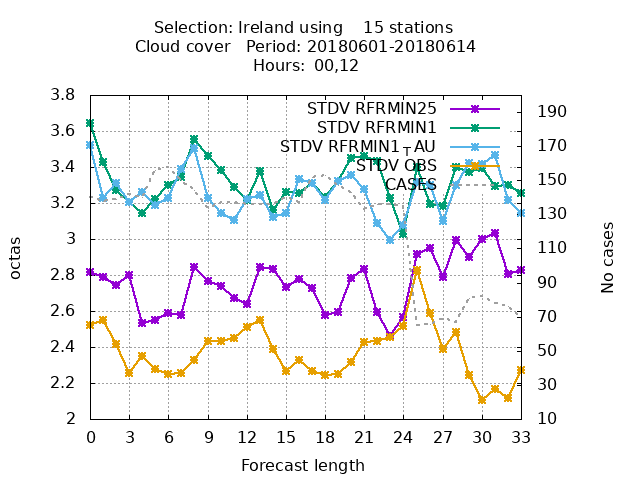 Selection: Ireland using    15 stations
Cloud cover   Period: 20180601-20180614
Hours:  00,12
STDV RFRMIN25
STDV RFRMIN1
STDV RFRMIN1_AU
STDV OBS
CASES
3.8
3.6
3.4
3.2
3
2.8
2.6
2.4
2.2
2
190
170
150
130
110
90
70
50
30
10
octas
No cases
0 3 6 9 12 15 18 21 24 27 30 33
Forecast length